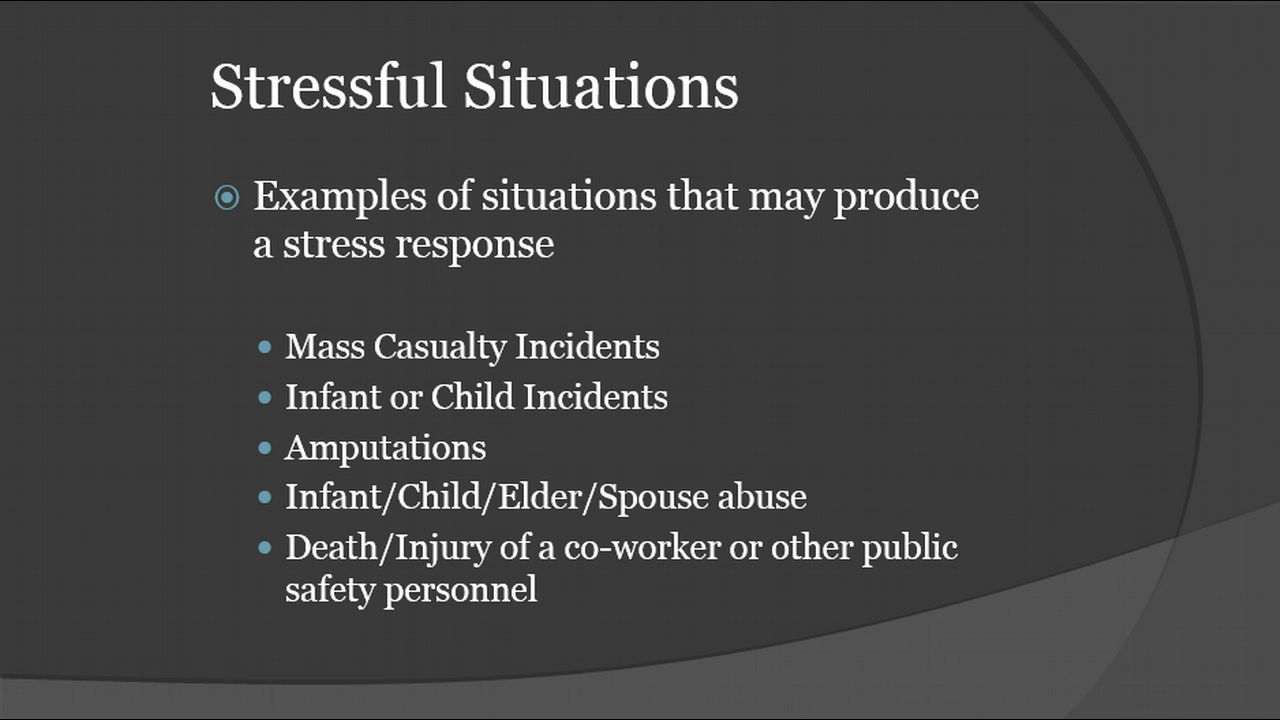 Stressful Situations
Examples of situations that may produce
a stress response
Mass Casualty Incidents
Infant or Child Incidents
Amputations
Infant/Child/Elder/Spouse abuse
Death/Injury of a co-worker or other public
safety personnel